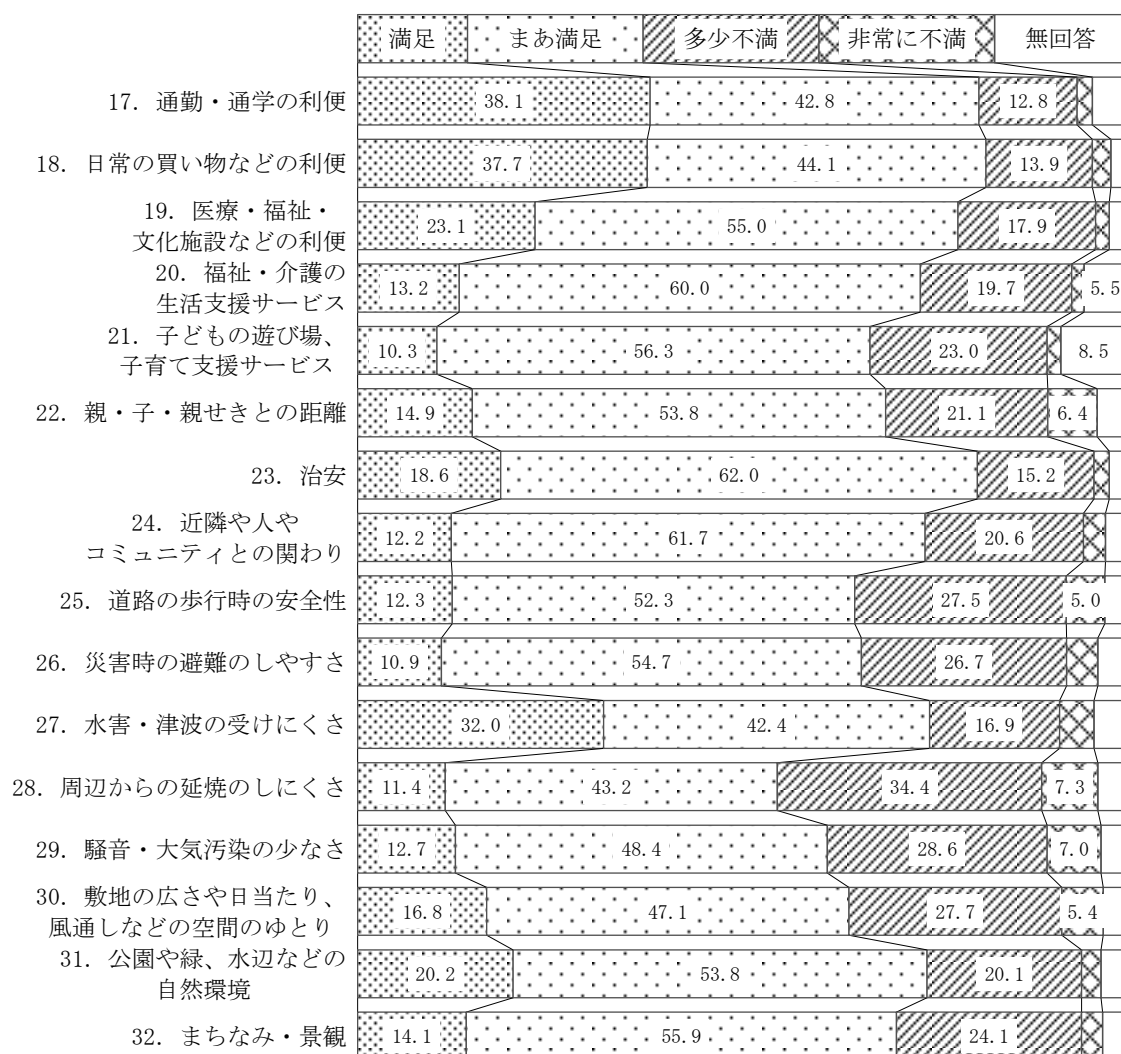 満足 まあ満足 多少不満 非常に不満 無回答
17. 通勤・通学の利便 38.1 42.8 12.8
18. 日常の買い物などの利便 37.7 44.1 13.9
19. 医療・福祉・
文化施設などの利便 23.1 55.0 17.9
20. 福祉・介護の
生活支援サービス 13.2 60.0 19.7 5.5
21. 子どもの遊び場、
子育て支援サービス 10.3 56.3 23.0 8.5
22. 親・子・親せきとの距離 14.9 53.8 21.1 6.4
23. 治安 18.6 62.0 15.2
24. 近隣や人や
コミュニティとの関わり 12.2 61.7 20.6
25. 道路の歩行時の安全性 12.3 52.3 27.5 5.0
26. 災害時の避難のしやすさ 10.9 54.7 26.7
27. 水害・津波の受けにくさ 32.0 42.4 16.9
28. 周辺からの延焼のしにくさ 11.4 43.2 34.4 7.3
29. 騒音・大気汚染の少なさ 12.7 48.4 28.6 7.0
30. 敷地の広さや日当たり、
風通しなどの空間のゆとり 16.8 47.1 27.7 5.4
31. 公園や緑、水辺などの
自然環境 20.2 53.8 20.1
32. まちなみ・景観 14.1 55.9 24.1